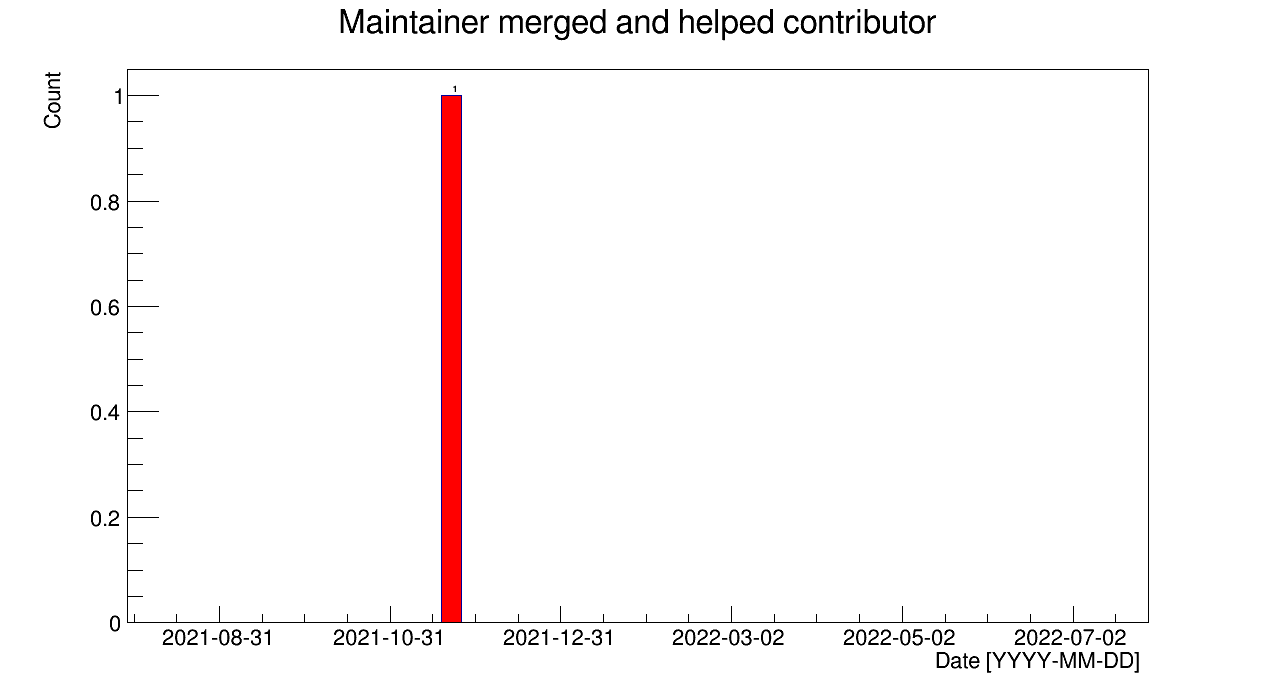 Maintainer merged and helped contributor
Count
1
1
0.8
0.6
0.4
0.2
0
2021-08-31 2021-10-31 2021-12-31 2022-03-02 2022-05-02 2022-07-02
Date [YYYY-MM-DD]